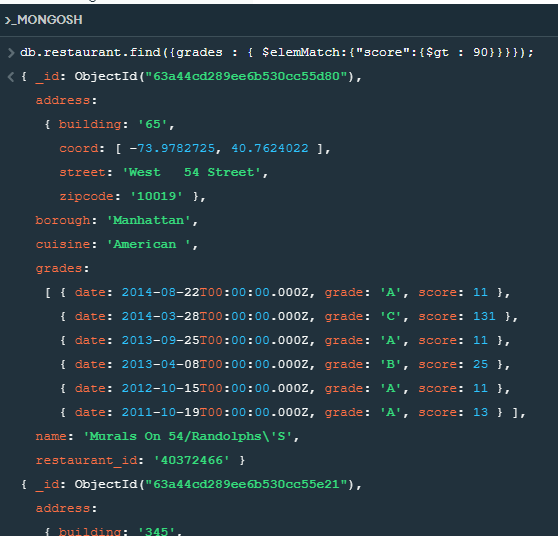 >_MONGOSH
> db.restaurant.find({grades : { $elemMatch:{"score":{$gt : 90}}}});
< { _id: ObjectId("63a44cd289ee6b530cc55d80"),
address:
{ building: '65',
coord: [ -73.9782725, 40.7624022 ],
street: 'West   54 Street',
zipcode: '10019' },
borough: 'Manhattan',
cuisine: 'American ',
grades:
[ { date: 2014-08-22T00:00:00.000Z, grade: 'A', score: 11 },
{ date: 2014-03-28T00:00:00.000Z, grade: 'C', score: 131 },
{ date: 2013-09-25T00:00:00.000Z, grade: 'A', score: 11 },
{ date: 2013-04-08T00:00:00.000Z, grade: 'B', score: 25 },
{ date: 2012-10-15T00:00:00.000Z, grade: 'A', score: 11 },
{ date: 2011-10-19T00:00:00.000Z, grade: 'A', score: 13 } ],
name: 'Murals On 54/Randolphs\'S',
restaurant_id: '40372466' }
{ _id: ObjectId("63a44cd289ee6b530cc55e21"),
address:
{ building: '345',